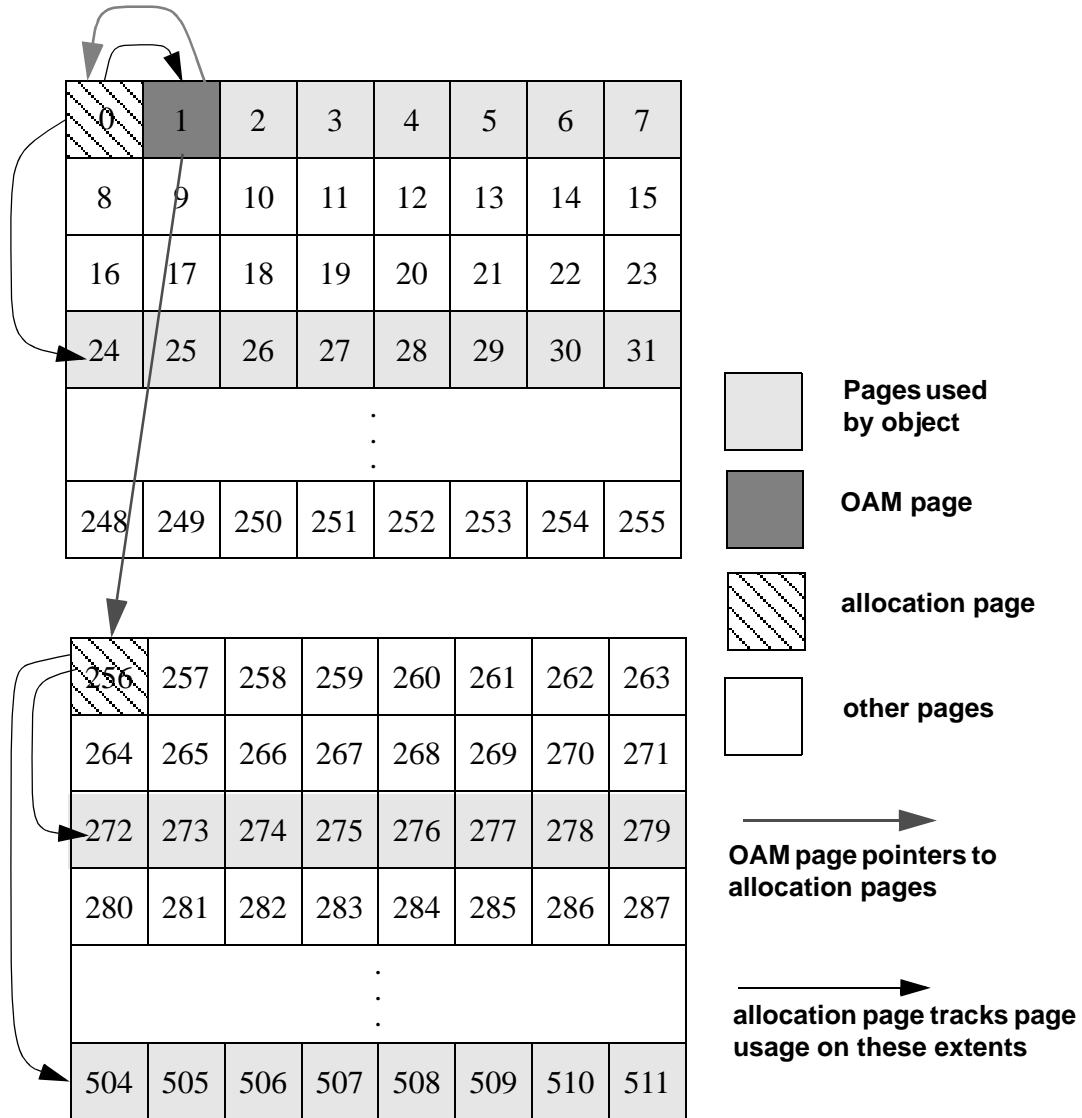 0 1 2 3 4 5 6 7
8 9 10 11 12 13 14 15
16 17 18 19 20 21 22 23
24 25 26 27 28 29 30 31
.
.
.
248 249 250 251 252 253 254 255
256 257 258 259 260 261 262 263
264 265 266 267 268 269 270 271
272 273 274 275 276 277 278 279
280 281 282 283 284 285 286 287
.
.
.
504 505 506 507 508 509 510 511
Pages used
by object
OAM page
allocation page
other pages
OAM page pointers to
allocation pages
allocation page tracks page
usage on these extents